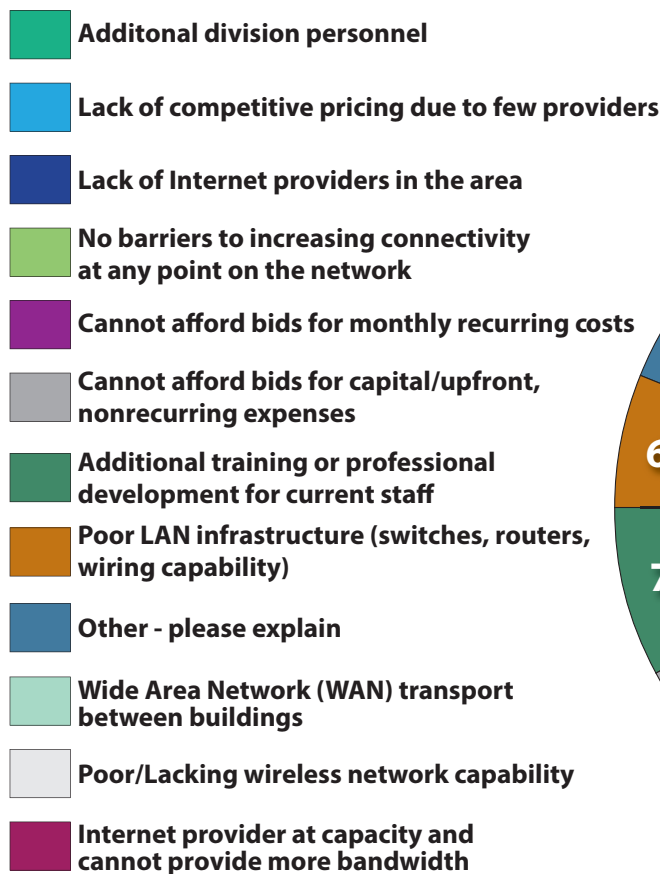 Additonal division personnel
Lack of competitive pricing due to few providers
Lack of Internet providers in the area
No barriers to increasing connectivity
at any point on the network
Cannot afford bids for monthly recurring costs
Cannot afford bids for capital/upfront,
nonrecurring expenses
Additional training or professional
development for current staff
Poor LAN infrastructure (switches, routers,
wiring capability)
Other - please explain
Wide Area Network (WAN) transport
between buildings
Poor/Lacking wireless network capability
Internet provider at capacity and
cannot provide more bandwidth